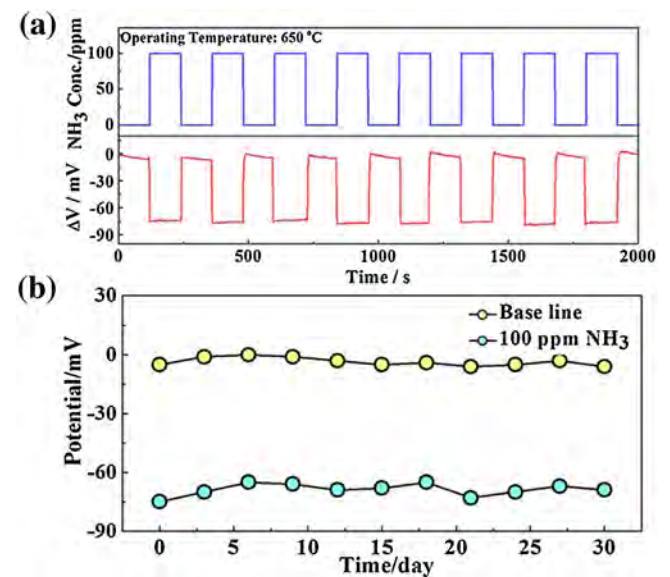 (a)
Operating Temperature: 650 °C
NH3 Conc./ppm
100
50
0
ΔV / mV
0
-30
-60
-90
0 500 1000 1500 2000
Time / s
(b)
Potential/mV
30
0
-30
-60
-90
Base line
100 ppm NH3
0 5 10 15 20 25 30
Time/day